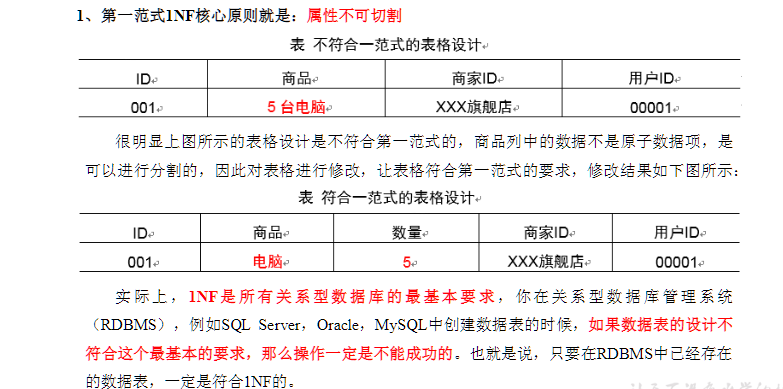 1、第一范式1NF核心原则就是：属性不可切割
表 不符合一范式的表格设计
ID 商品 商家ID 用户ID
001 5 台电脑 XXX旗舰店 00001
很明显上图所示的表格设计是不符合第一范式的，商品列中的数据不是原子数据项，是
可以进行分割的，因此对表格进行修改，让表格符合第一范式的要求，修改结果如下图所示：
表 符合一范式的表格设计
ID 商品 数量 商家ID 用户ID
001 电脑 5 XXX旗舰店 00001
实际上，1NF是所有关系型数据库的最基本要求，你在关系型数据库管理系统
（RDBMS），例如SQL Server，Oracle，MySQL中创建数据表的时候，如果数据表的设计不
符合这个最基本的要求，那么操作一定是不能成功的。也就是说，只要在RDBMS中已经存在
的数据表，一定是符合1NF的。